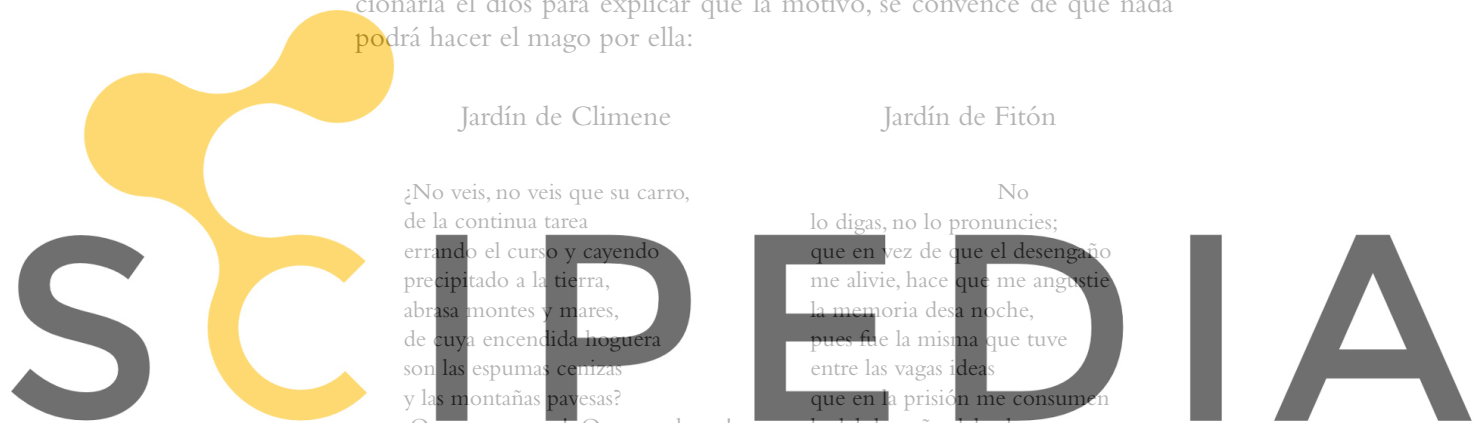 cionarla el dios para explicar que la motivo, se convence de que nada
podrá hacer el mago por ella:
Jardín de Climene
¿No veis, no veis que su carro,
de la continua tarea
errando el curso y cayendo
precipitado a la tierra,
abrasa montes y mares,
de cuya encendida hoguera
son las espumas cenizas
y las montañas pavesas?
Jardín de Fitón
No
lo digas, no lo pronuncies;
que en vez de que el desengaño
me alivie, hace que me angustie
la memoria desa noche,
pues fue la misma que tuve
entre las vagas ideas
que en la prisión me consumen
SCIPEDIA